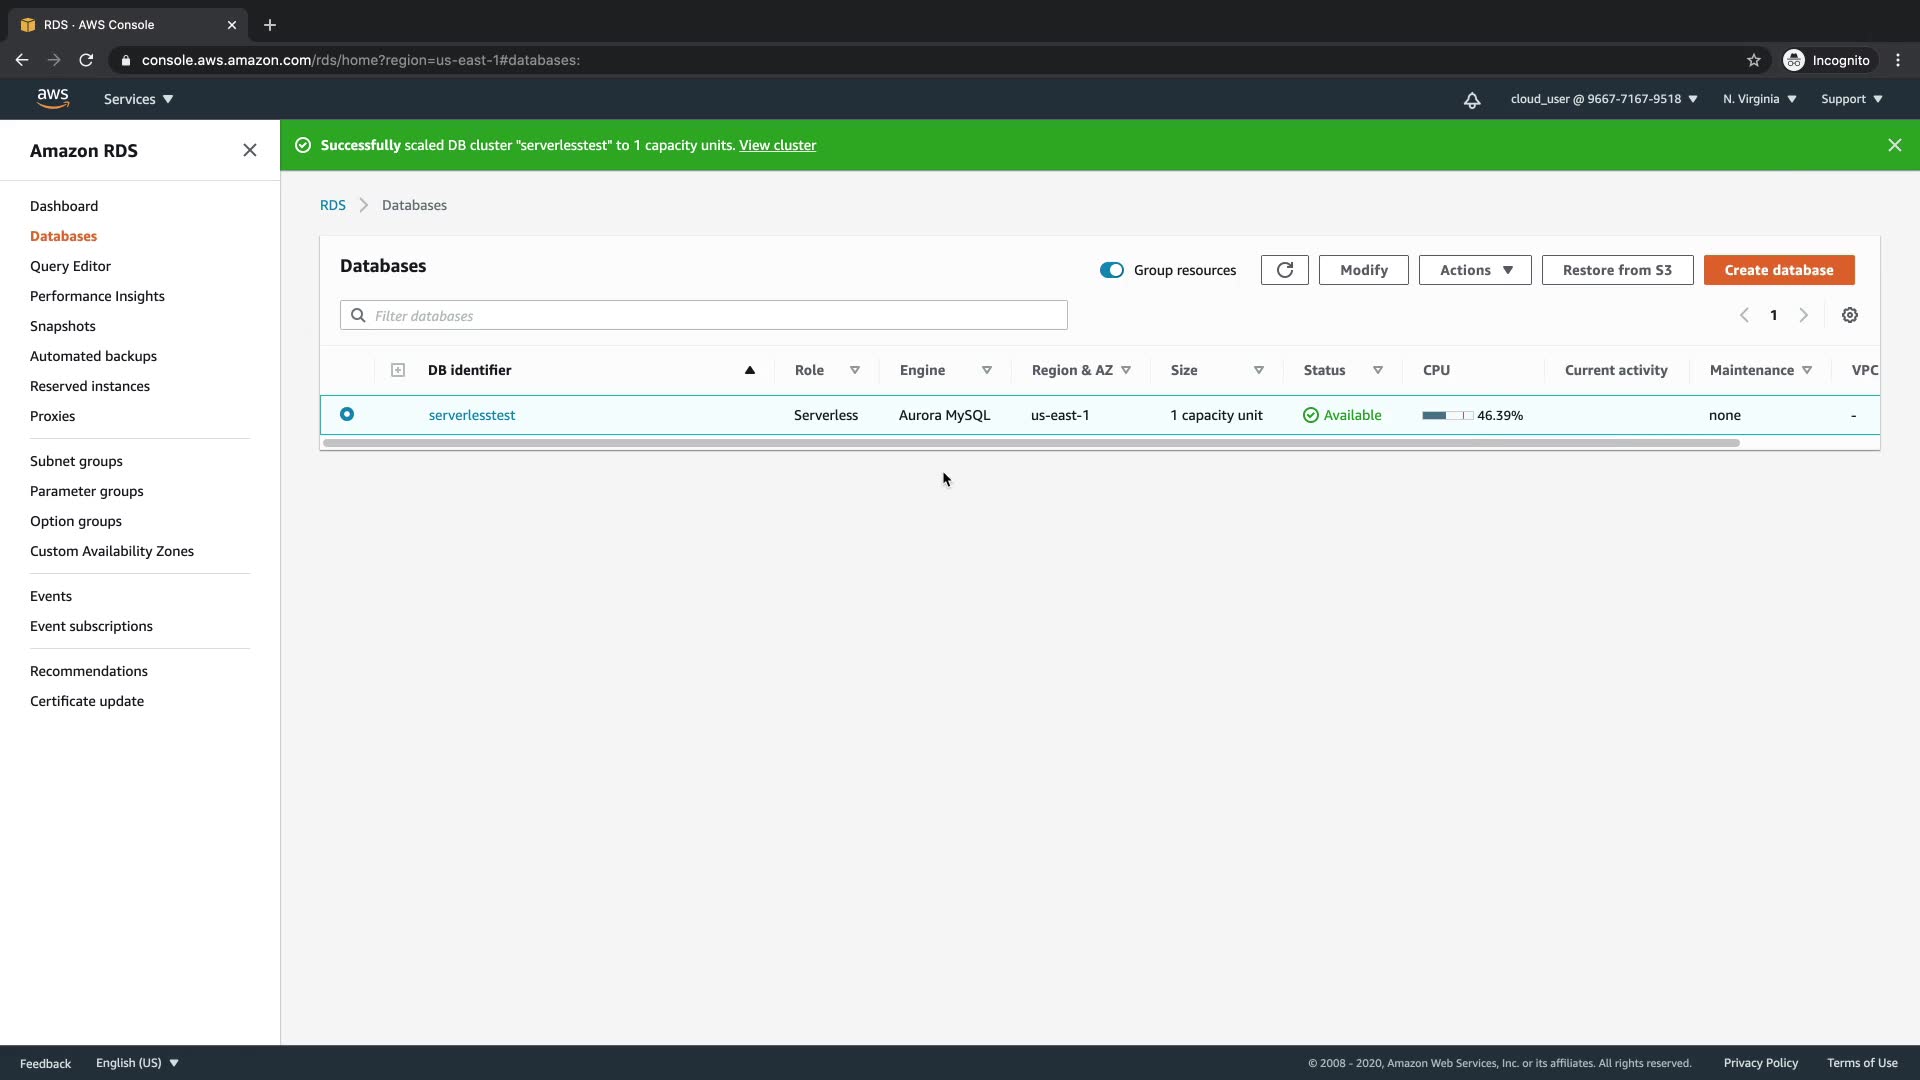 RDS · AWS Console
console.aws.amazon.com/rds/home?region=us-east-1#databases:
Incognito
aws
Services
cloud_user @ 9667-7167-9518
N. Virginia
Support
Amazon RDS
Dashboard
Databases
Query Editor
Performance Insights
Snapshots
Automated backups
Reserved instances
Proxies
Subnet groups
Parameter groups
Option groups
Custom Availability Zones
Events
Event subscriptions
Recommendations
Certificate update
Successfully scaled DB cluster "serverlesstest" to 1 capacity units. View cluster
RDS > Databases
Databases
Group resources
Modify
Actions
Restore from S3
Create database
Filter databases
1
DB identifier Role Engine Region & AZ Size Status CPU Current activity Maintenance VPC
serverlesstest Serverless Aurora MySQL us-east-1 1 capacity unit Available 46.39% none -
Feedback
English (US)
© 2008 - 2020, Amazon Web Services, Inc. or its affiliates. All rights reserved.
Privacy Policy
Terms of Use